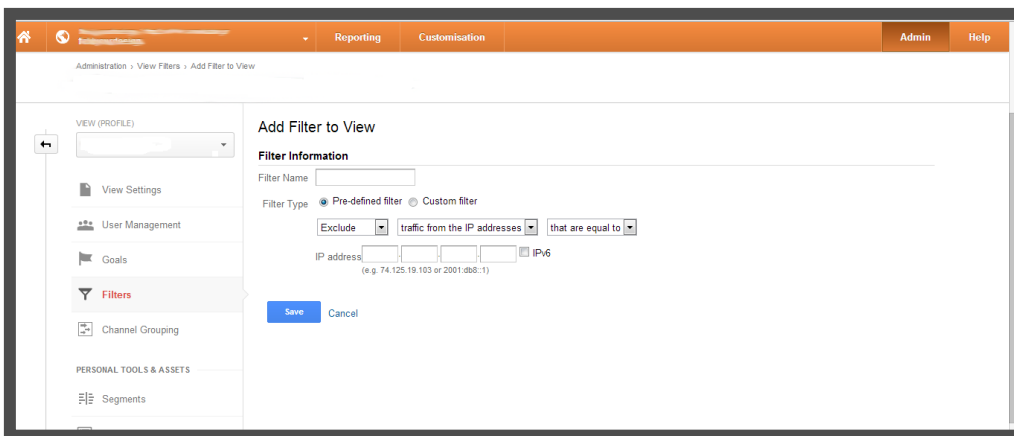 Reporting Customisation Admin Help
Administration › View Filters › Add Filter to View
VIEW (PROFILE)
View Settings
User Management
Goals
Filters
Channel Grouping
PERSONAL TOOLS & ASSETS
Segments
Add Filter to View
Filter Information
Filter Name
Filter Type Pre-defined filter Custom filter
Exclude traffic from the IP addresses that are equal to
IP address . . . IPv6
(e.g. 74.125.19.103 or 2001:db8::1)
Save Cancel